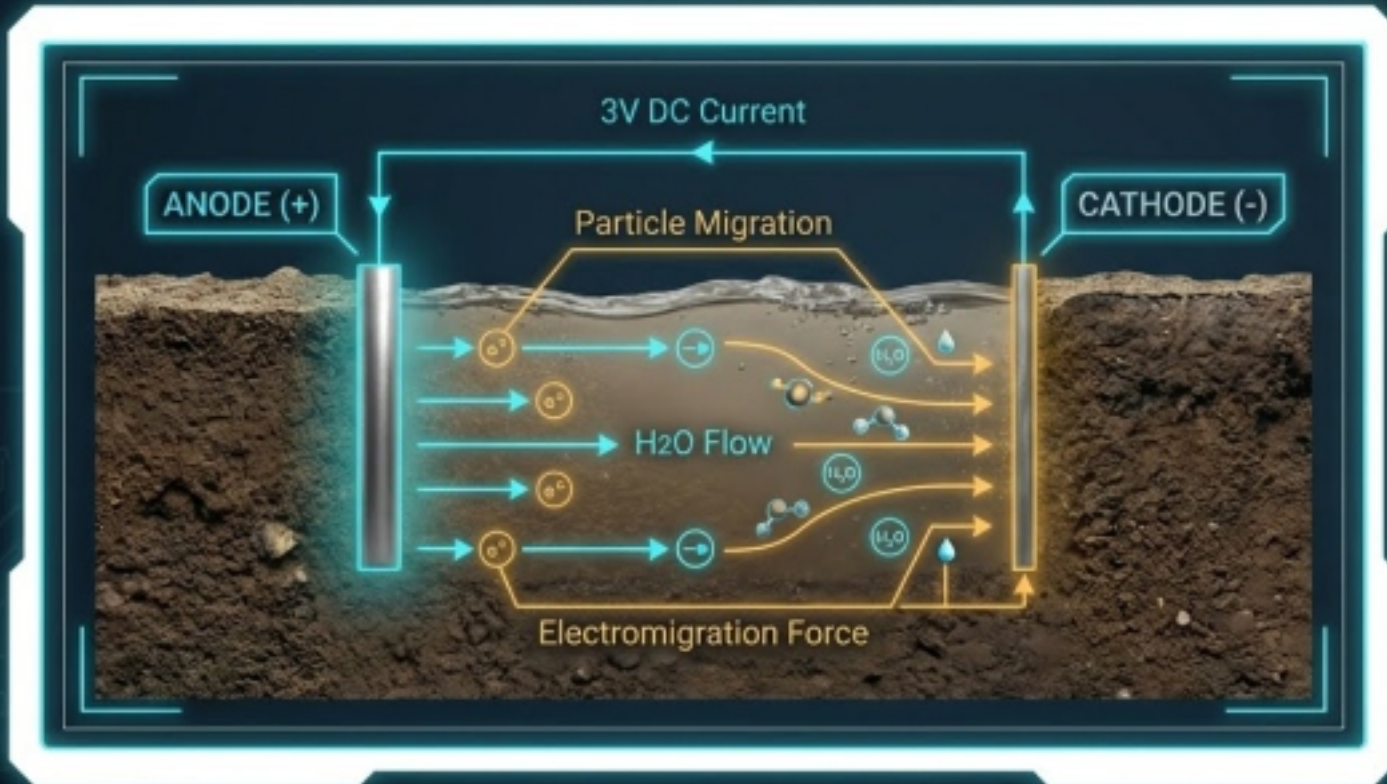 3V DC Current
ANODE (+)
CATHODE (-)
Particle Migration
H2O Flow
Electromigration Force